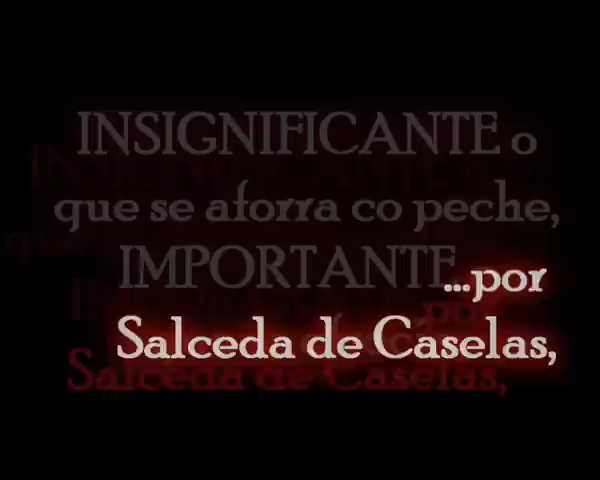 INSIGNIFICANTE o
que se aforra co peche,
IMPORTANTE
...por
Salceda de Caselas,